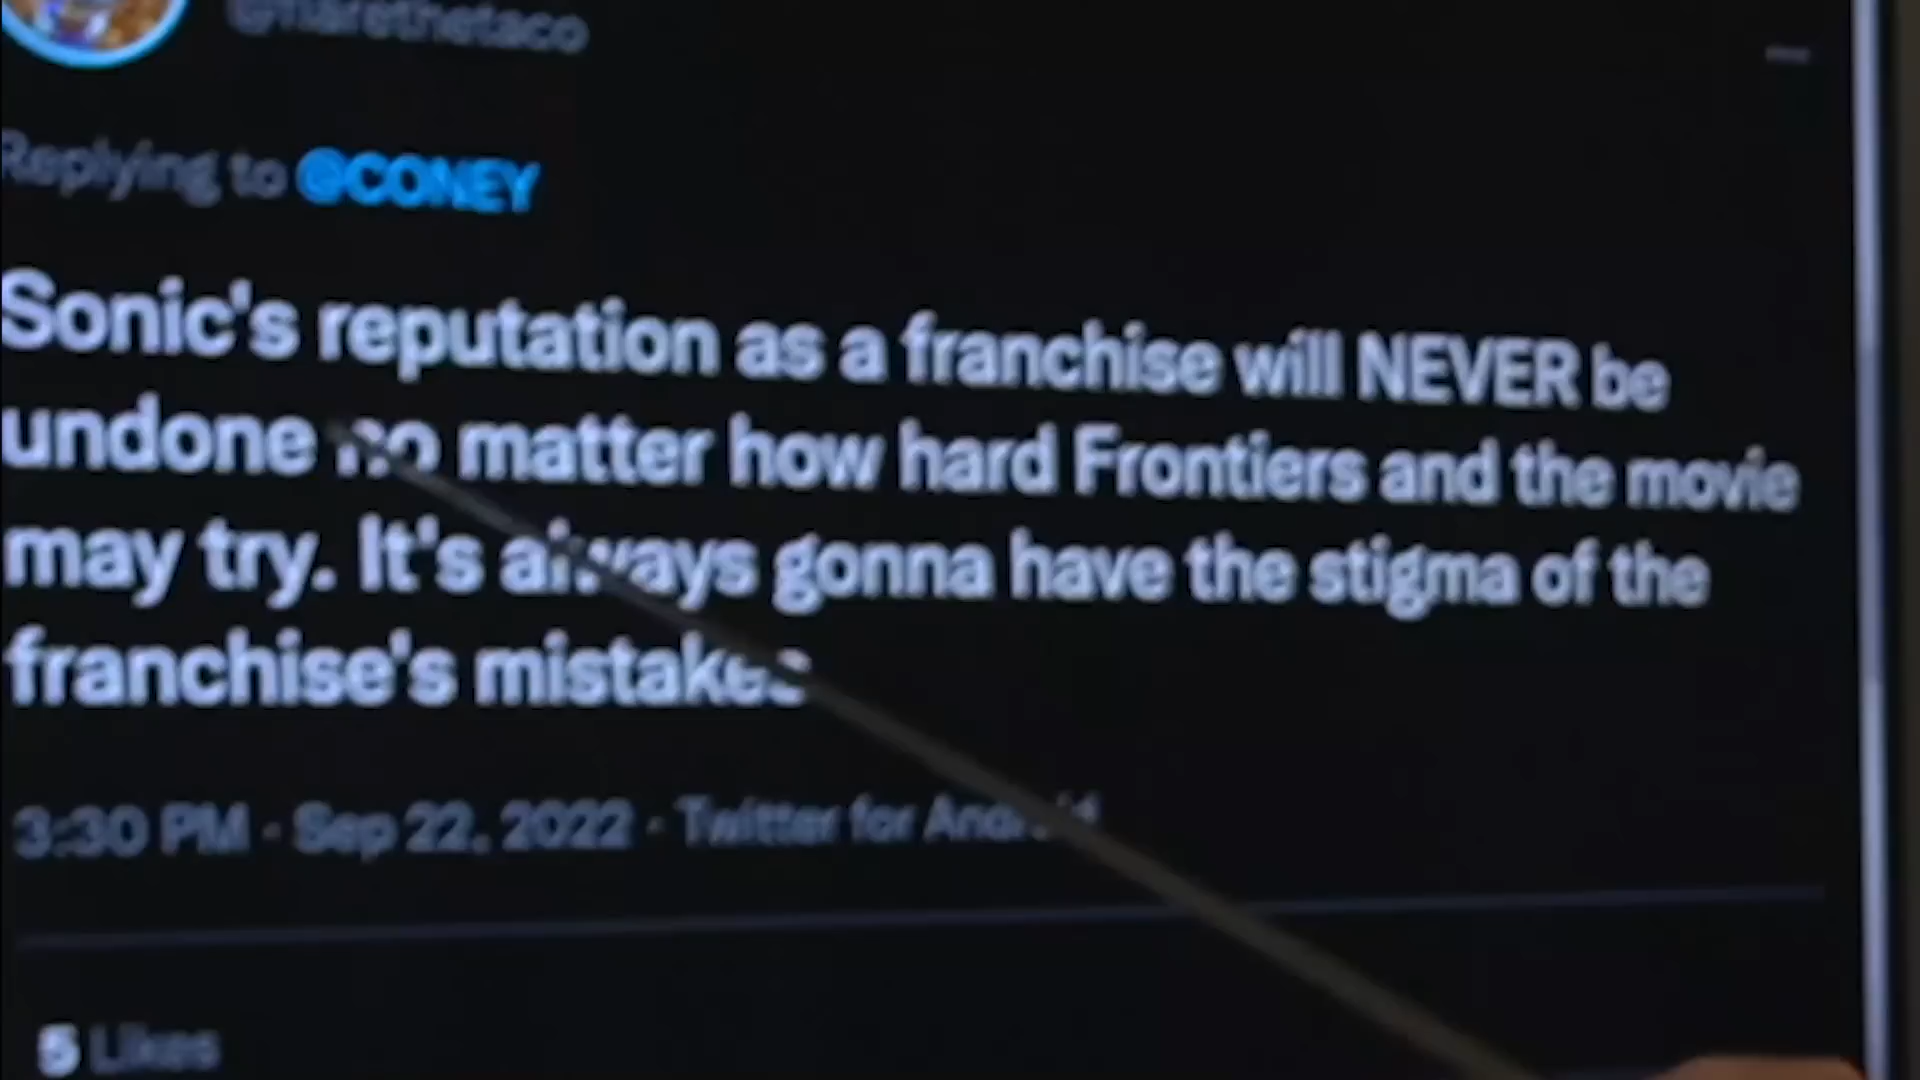 @harethetaco
Replying to @CONEY
Sonic's reputation as a franchise will NEVER be
undone no matter how hard Frontiers and the movie
may try. It's always gonna have the stigma of the
franchise's mistakes
3:30 PM · Sep 22, 2022 · Twitter for Android
5 Likes